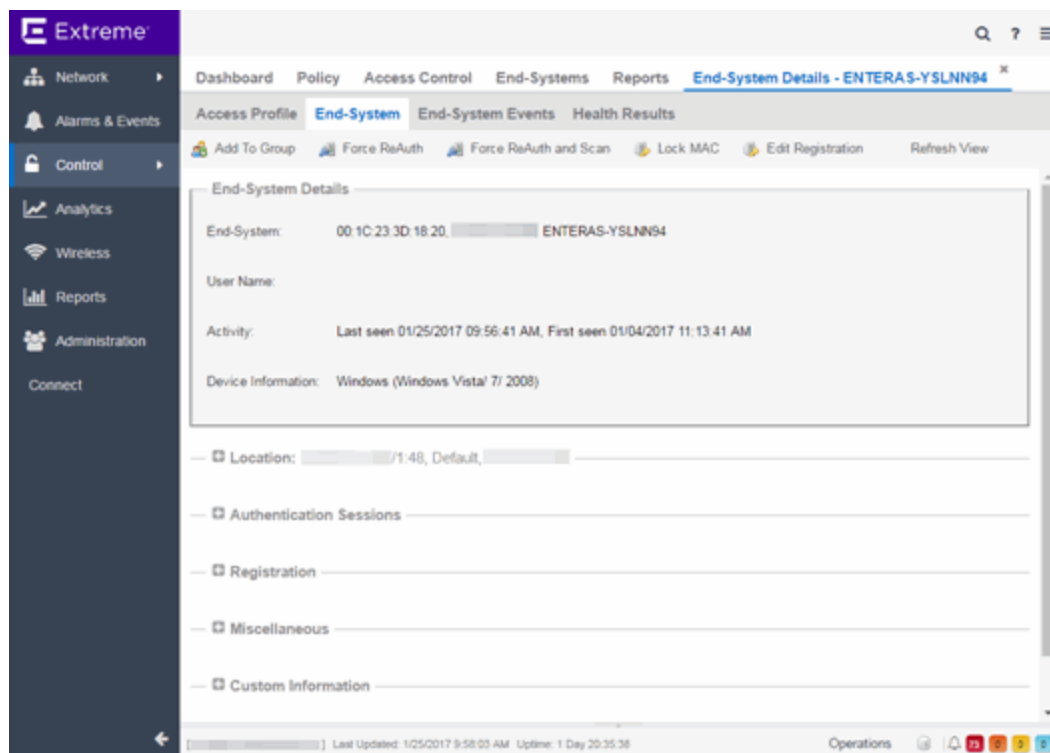 Extreme
Network
Alarms & Events
Control
Analytics
Wireless
Reports
Administration
Connect
?
Dashboard Policy Access Control End-Systems Reports End-System Details - ENTERAS-YSLNN94 ×
Access Profile End-System End-System Events Health Results
Add To Group Force ReAuth Force ReAuth and Scan Lock MAC Edit Registration Refresh View
End-System Details
End-System: 00:1C:23:3D:18:20, ENTERAS-YSLNN94
User Name:
Activity: Last seen 01/25/2017 09:56:41 AM, First seen 01/04/2017 11:13:41 AM
Device Information: Windows (Windows Vista/ 7/ 2008)
Location: /1:48, Default,
Authentication Sessions
Registration
Miscellaneous
Custom Information
[ ] Last Updated: 1/25/2017 9:58:03 AM Uptime: 1 Day 20:35:38 Operations 73 0 0 0